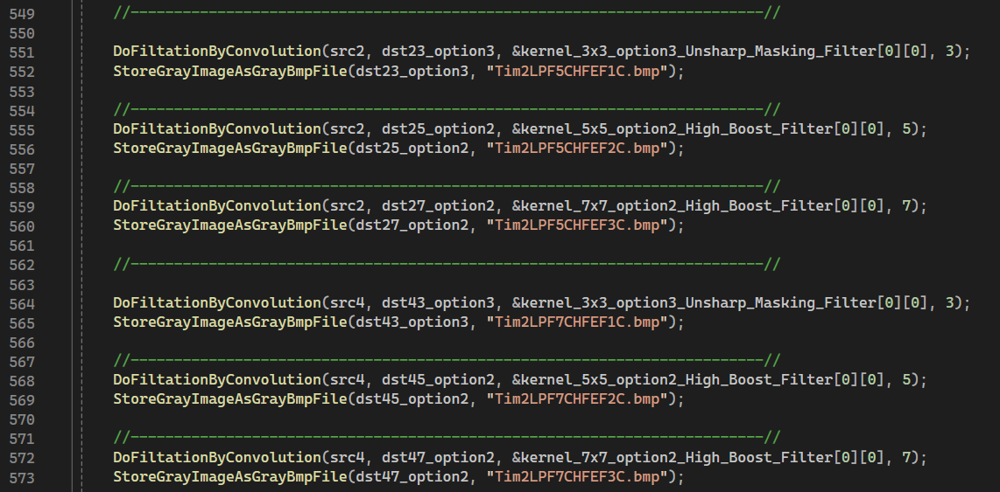 549 //-------------------------------------------------------------------------//
550
551 DoFiltationByConvolution(src2, dst23_option3, &kernel_3x3_option3_Unsharp_Masking_Filter[0][0], 3);
552 StoreGrayImageAsGrayBmpFile(dst23_option3, "Tim2LPF5CHFEF1C.bmp");
553
554 //-------------------------------------------------------------------------//
555 DoFiltationByConvolution(src2, dst25_option2, &kernel_5x5_option2_High_Boost_Filter[0][0], 5);
556 StoreGrayImageAsGrayBmpFile(dst25_option2, "Tim2LPF5CHFEF2C.bmp");
557
558 //-------------------------------------------------------------------------//
559 DoFiltationByConvolution(src2, dst27_option2, &kernel_7x7_option2_High_Boost_Filter[0][0], 7);
560 StoreGrayImageAsGrayBmpFile(dst27_option2, "Tim2LPF5CHFEF3C.bmp");
561
562 //-------------------------------------------------------------------------//
563
564 DoFiltationByConvolution(src4, dst43_option3, &kernel_3x3_option3_Unsharp_Masking_Filter[0][0], 3);
565 StoreGrayImageAsGrayBmpFile(dst43_option3, "Tim2LPF7CHFEF1C.bmp");
566
567 //-------------------------------------------------------------------------//
568 DoFiltationByConvolution(src4, dst45_option2, &kernel_5x5_option2_High_Boost_Filter[0][0], 5);
569 StoreGrayImageAsGrayBmpFile(dst45_option2, "Tim2LPF7CHFEF2C.bmp");
570
571 //-------------------------------------------------------------------------//
572 DoFiltationByConvolution(src4, dst47_option2, &kernel_7x7_option2_High_Boost_Filter[0][0], 7);
573 StoreGrayImageAsGrayBmpFile(dst47_option2, "Tim2LPF7CHFEF3C.bmp");